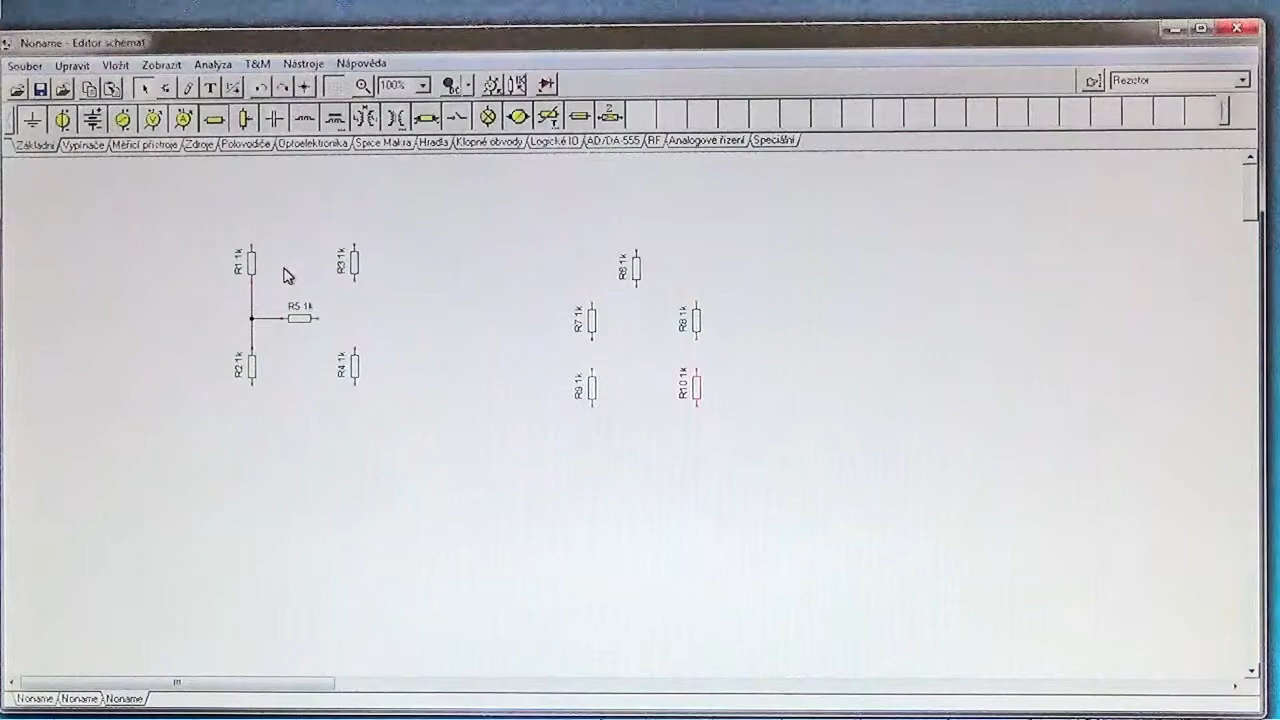 Noname - Editor schémat
Soubor Upravit Vložit Zobrazit Analýza T&M Nástroje Nápověda
T 100% Rezistor
Základní Vypínače Měřicí přístroje Zdroje Polovodiče Optoelektronika Spice Makra Hradla Klopné obvody Logické IO AD/DA-555 RF Analogové řízení Speciální
R1 1k
R3 1k
R5 1k
R2 1k
R4 1k
R6 1k
R7 1k
R8 1k
R9 1k
R10 1k
Noname Noname Noname